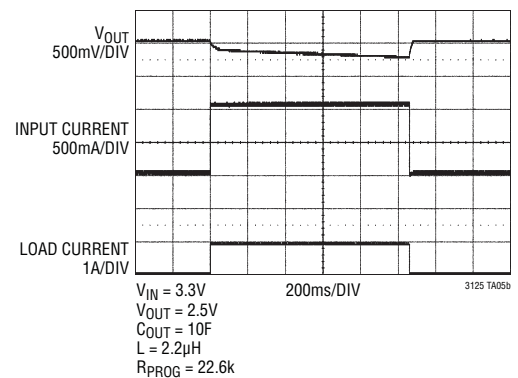 VOUT
500mV/DIV
INPUT CURRENT
500mA/DIV
LOAD CURRENT
1A/DIV
VIN = 3.3V
VOUT = 2.5V
COUT = 10F
L = 2.2µH
RPROG = 22.6k
200ms/DIV
3125 TA05b